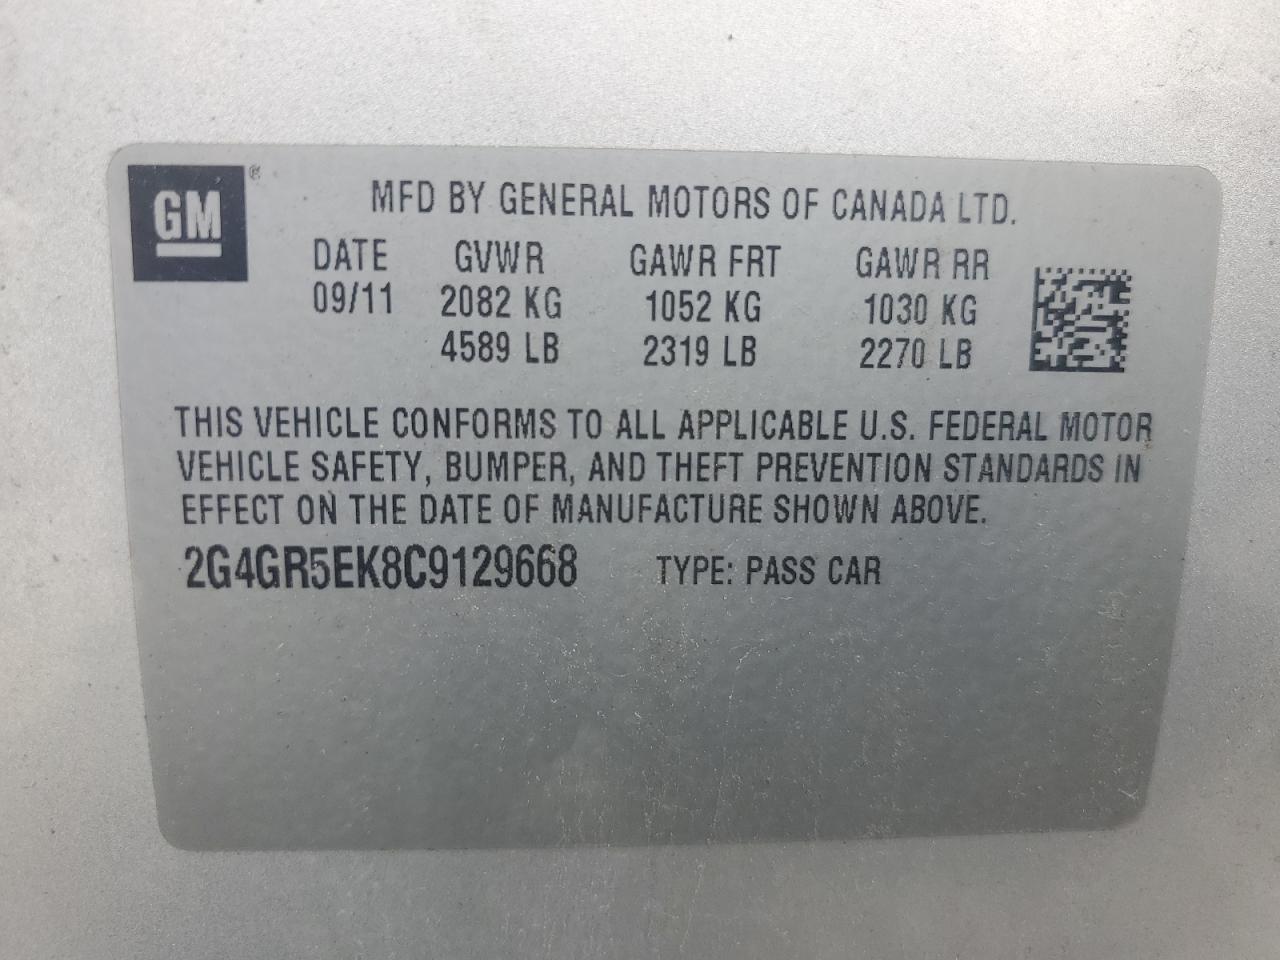 GM ®
MFD BY GENERAL MOTORS OF CANADA LTD.
DATE GVWR GAWR FRT GAWR RR
09/11 2082 KG 1052 KG 1030 KG
4589 LB 2319 LB 2270 LB
THIS VEHICLE CONFORMS TO ALL APPLICABLE U.S. FEDERAL MOTOR
VEHICLE SAFETY, BUMPER, AND THEFT PREVENTION STANDARDS IN
EFFECT ON THE DATE OF MANUFACTURE SHOWN ABOVE.
2G4GR5EK8C9129668 TYPE: PASS CAR